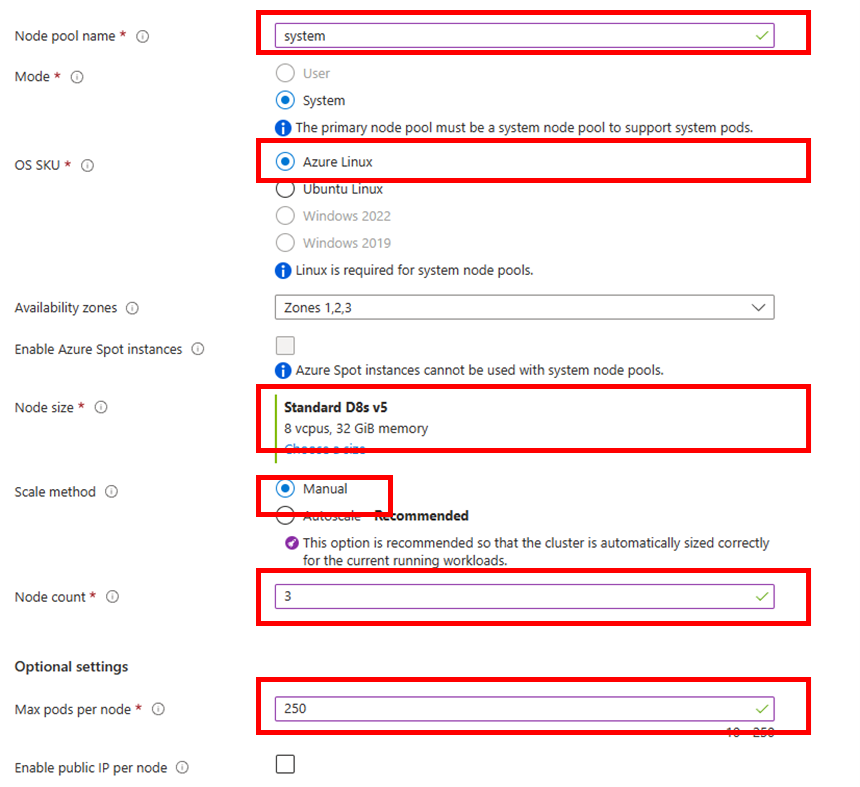 Node pool name *
system
Mode *
User
System
The primary node pool must be a system node pool to support system pods.
OS SKU *
Azure Linux
Ubuntu Linux
Windows 2022
Windows 2019
Linux is required for system node pools.
Availability zones
Zones 1,2,3
Enable Azure Spot instances
Azure Spot instances cannot be used with system node pools.
Node size *
Standard D8s v5
8 vcpus, 32 GiB memory
Choose a size
Scale method
Manual
Autoscale - Recommended
This option is recommended so that the cluster is automatically sized correctly
for the current running workloads.
Node count *
3
Optional settings
Max pods per node *
250
10 - 250
Enable public IP per node